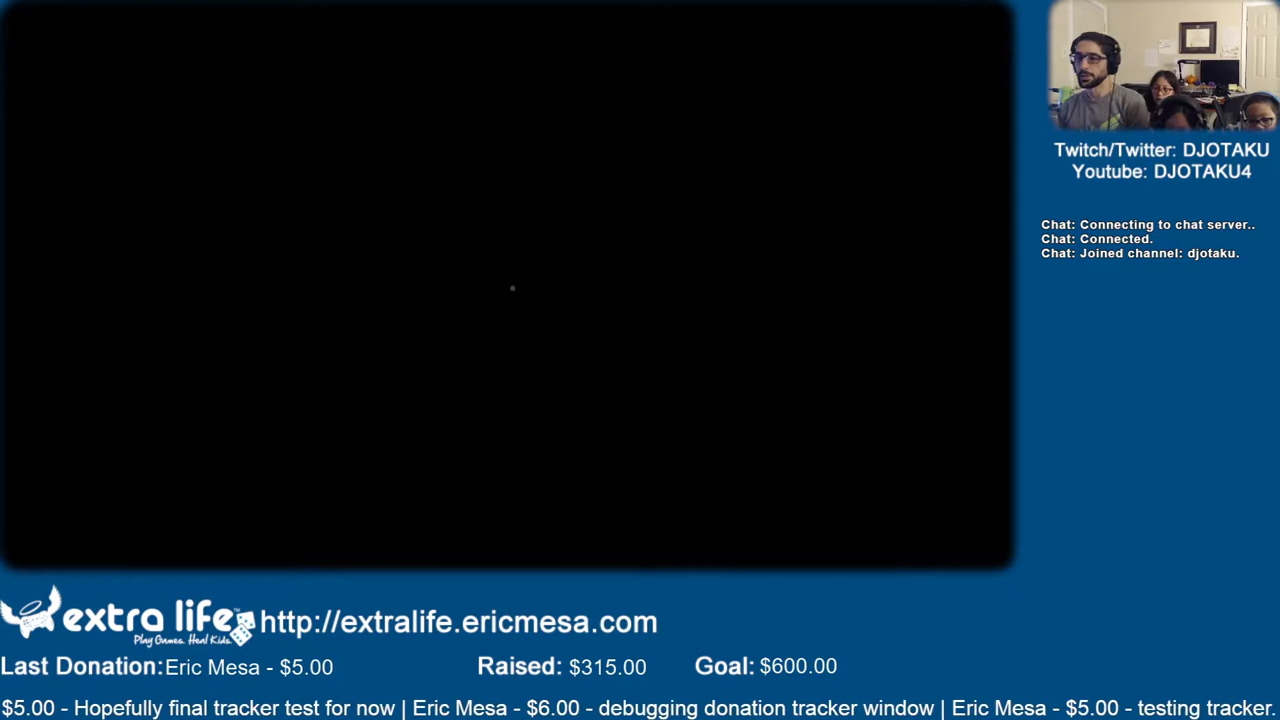 Twitch/Twitter: DJOTAKU
Youtube: DJOTAKU4
Chat: Connecting to chat server..
Chat: Connected.
Chat: Joined channel: djotaku.
extra life
Play Games. Heal Kids.
http://extralife.ericmesa.com
Last Donation: Eric Mesa - $5.00 Raised: $315.00 Goal: $600.00
$5.00 - Hopefully final tracker test for now | Eric Mesa - $6.00 - debugging donation tracker window | Eric Mesa - $5.00 - testing tracker.